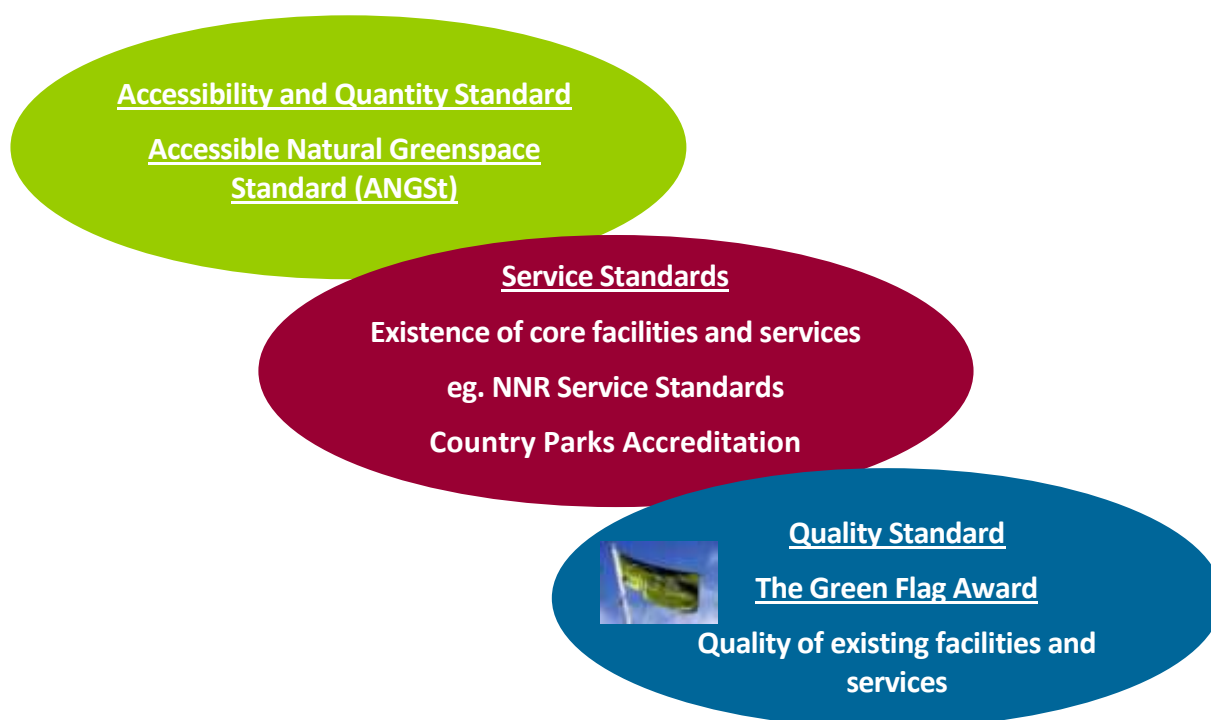 Accessibility and Quantity Standard
Accessible Natural Greenspace
Standard (ANGSt)
Service Standards
Existence of core facilities and services
eg. NNR Service Standards
Country Parks Accreditation
Quality Standard
The Green Flag Award
Quality of existing facilities and
services